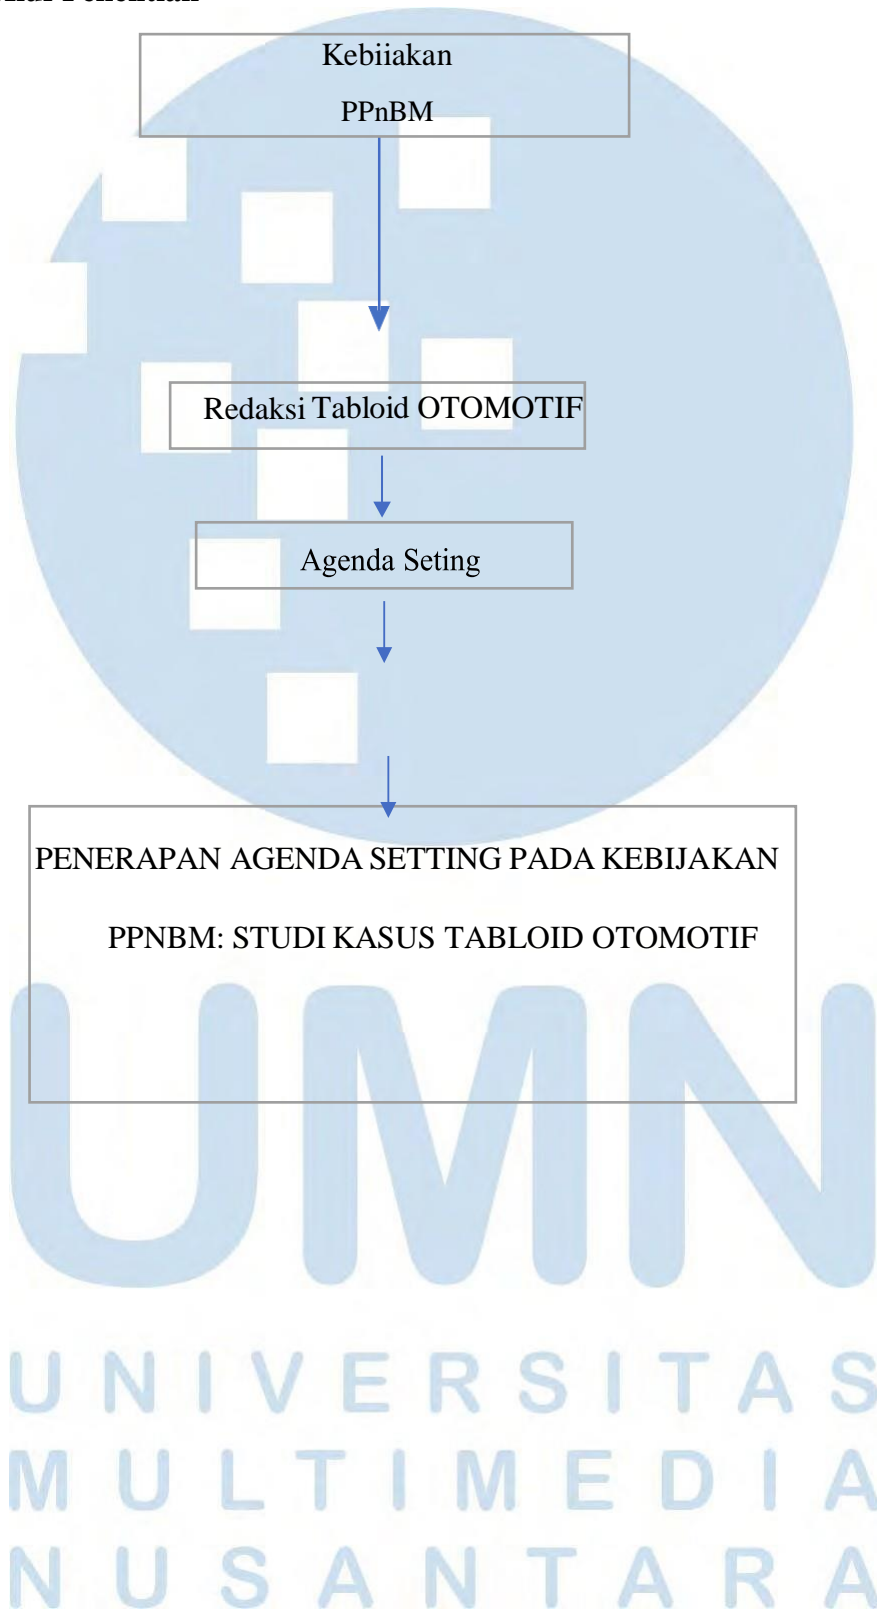 Kebiiakan
PPnBM
Redaksi Tabloid OTOMOTIF
Agenda Seting
PENERAPAN AGENDA SETTING PADA KEBIJAKAN
PPNBM: STUDI KASUS TABLOID OTOMOTIF
UMN
UNIVERSITAS
MULTIMEDIA
NUSANTARA